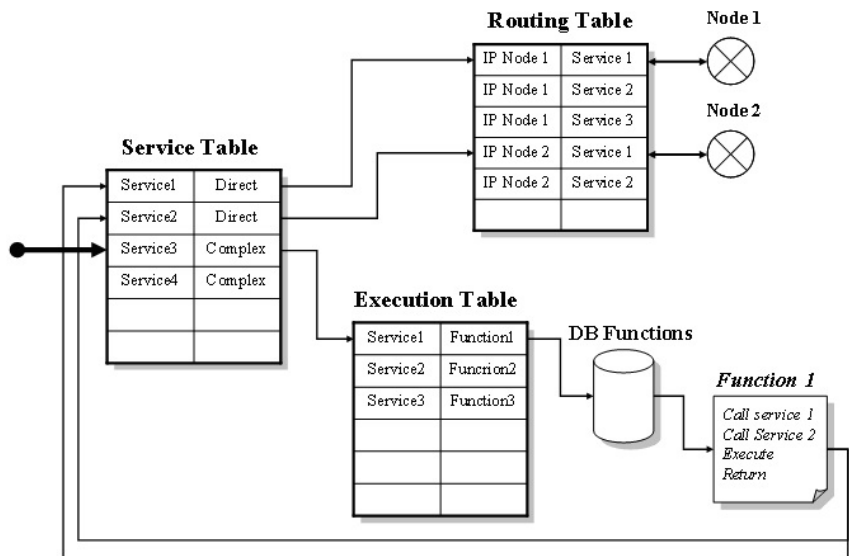 Routing Table
Node 1
IP Node 1 Service 1
IP Node 1 Service 2
IP Node 1 Service 3
Node 2
IP Node 2 Service 1
IP Node 2 Service 2
Service Table
Service1 Direct
Service2 Direct
Service3 Complex
Service4 Complex
Execution Table
Service1 Function1
Service2 Funcrion2
Service3 Function3
DB Functions
Function 1
Call service 1
Call Service 2
Execute
Return